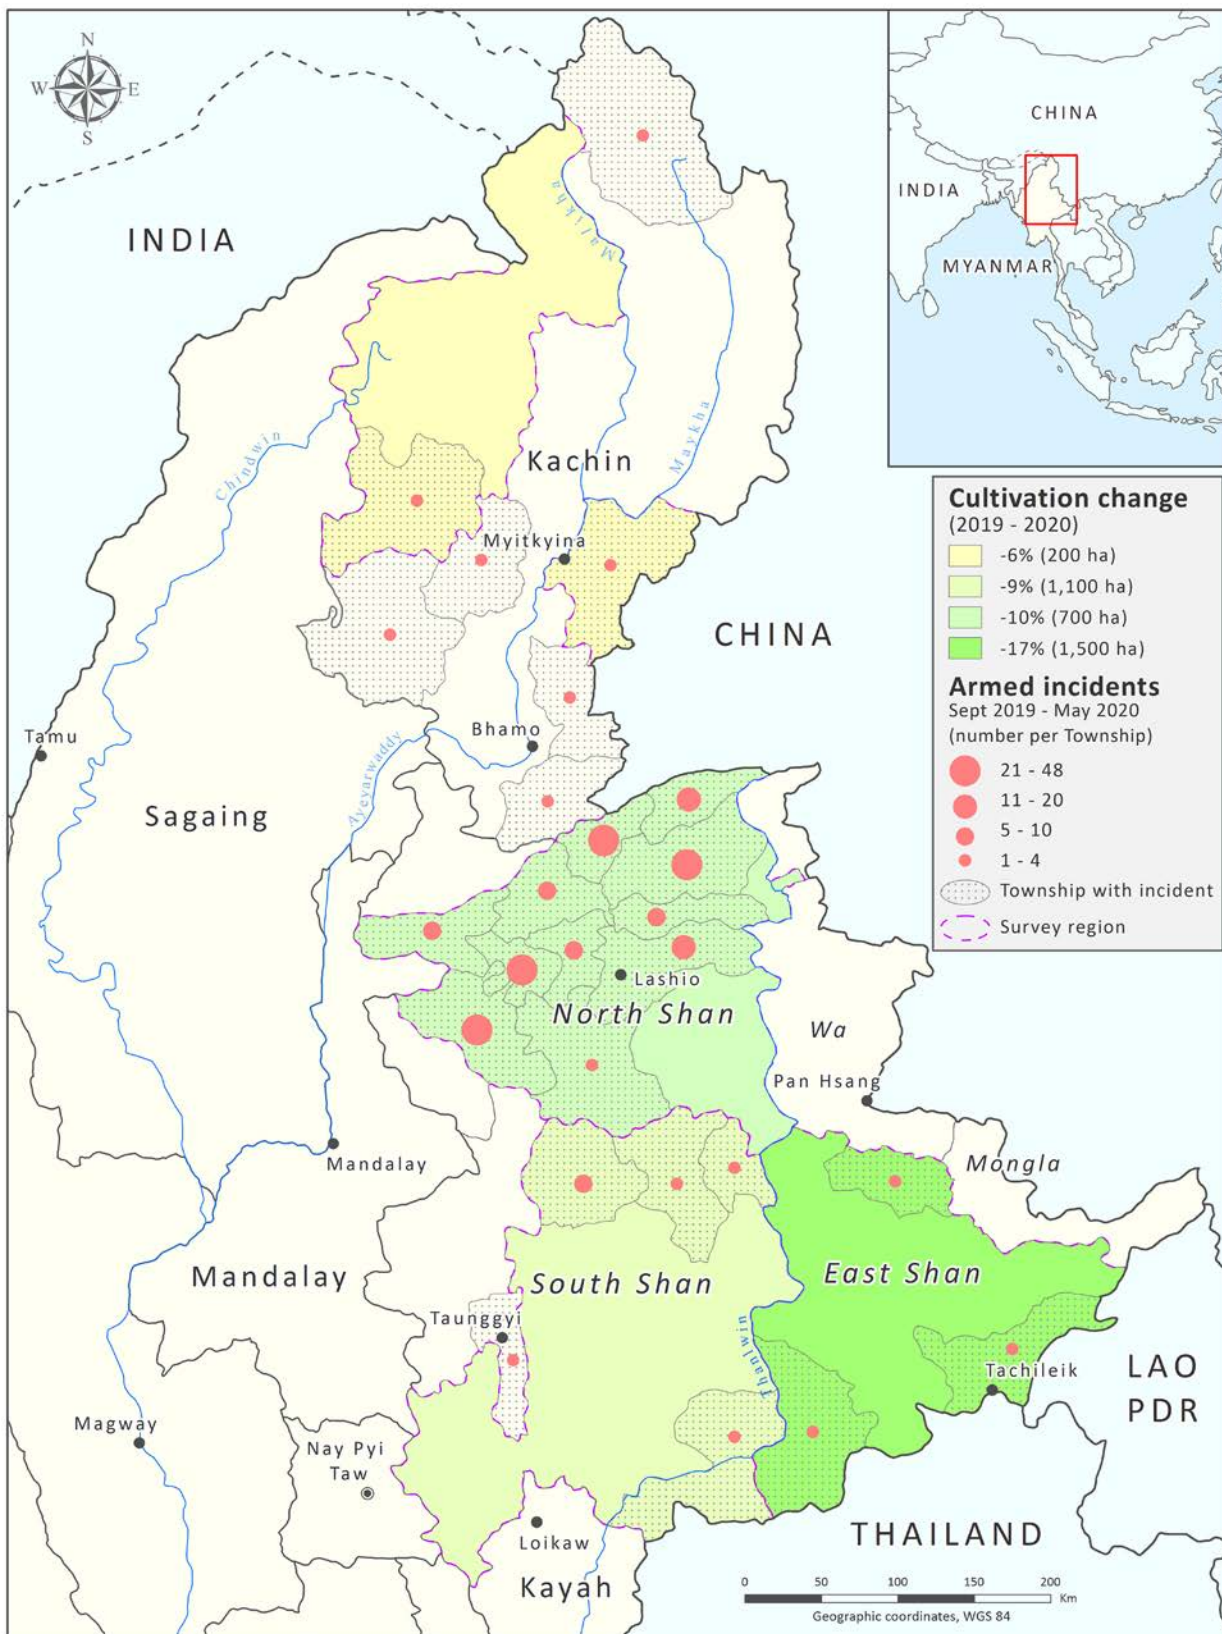 N
W
E
S
INDIA
CHINA
INDIA
MYANMAR
Malikha
Maykha
Chindwin
Kachin
Myitkyina
CHINA
Tamu
Bhamo
Ayeyarwaddy
Sagaing
Lashio
North Shan
Wa
Pan Hsang
Mandalay
Mongla
Mandalay
South Shan
East Shan
Taunggyi
Thanlwin
Tachileik
LAO
PDR
Magway
Nay Pyi
Taw
Loikaw
Kayah
THAILAND
Cultivation change
(2019 - 2020)
-6% (200 ha)
-9% (1,100 ha)
-10% (700 ha)
-17% (1,500 ha)
Armed incidents
Sept 2019 - May 2020
(number per Township)
21 - 48
11 - 20
5 - 10
1 - 4
Township with incident
Survey region
0 50 100 150 200
Km
Geographic coordinates, WGS 84